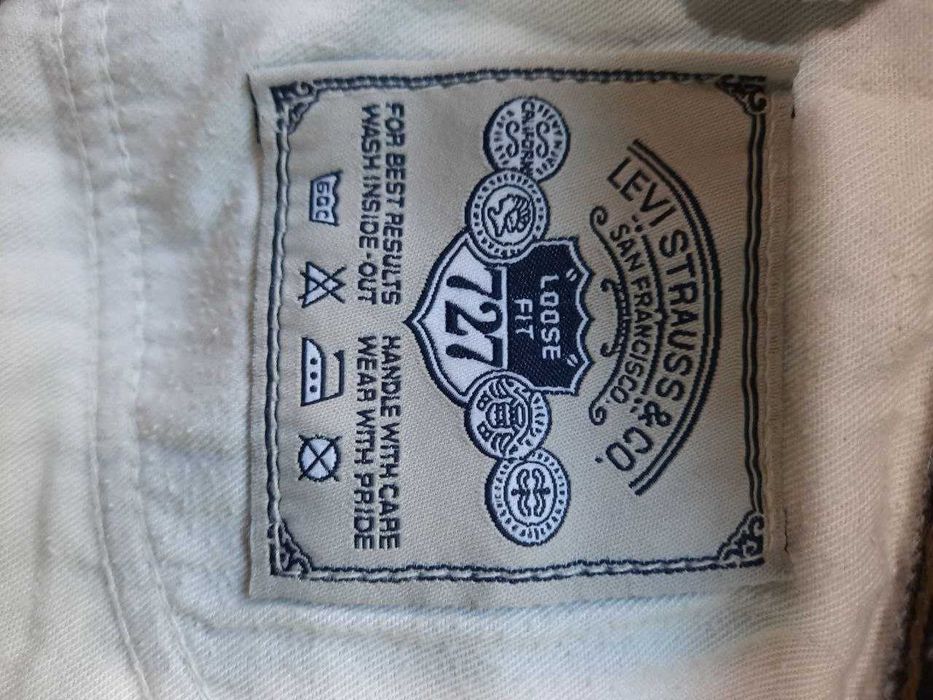 LEVI STRAUSS & CO.
SAN FRANCISCO.
"LOOSE"
FIT
727
CALIFORNIA
FOR BEST RESULTS
WASH INSIDE-OUT
HANDLE WITH CARE
WEAR WITH PRIDE
60C